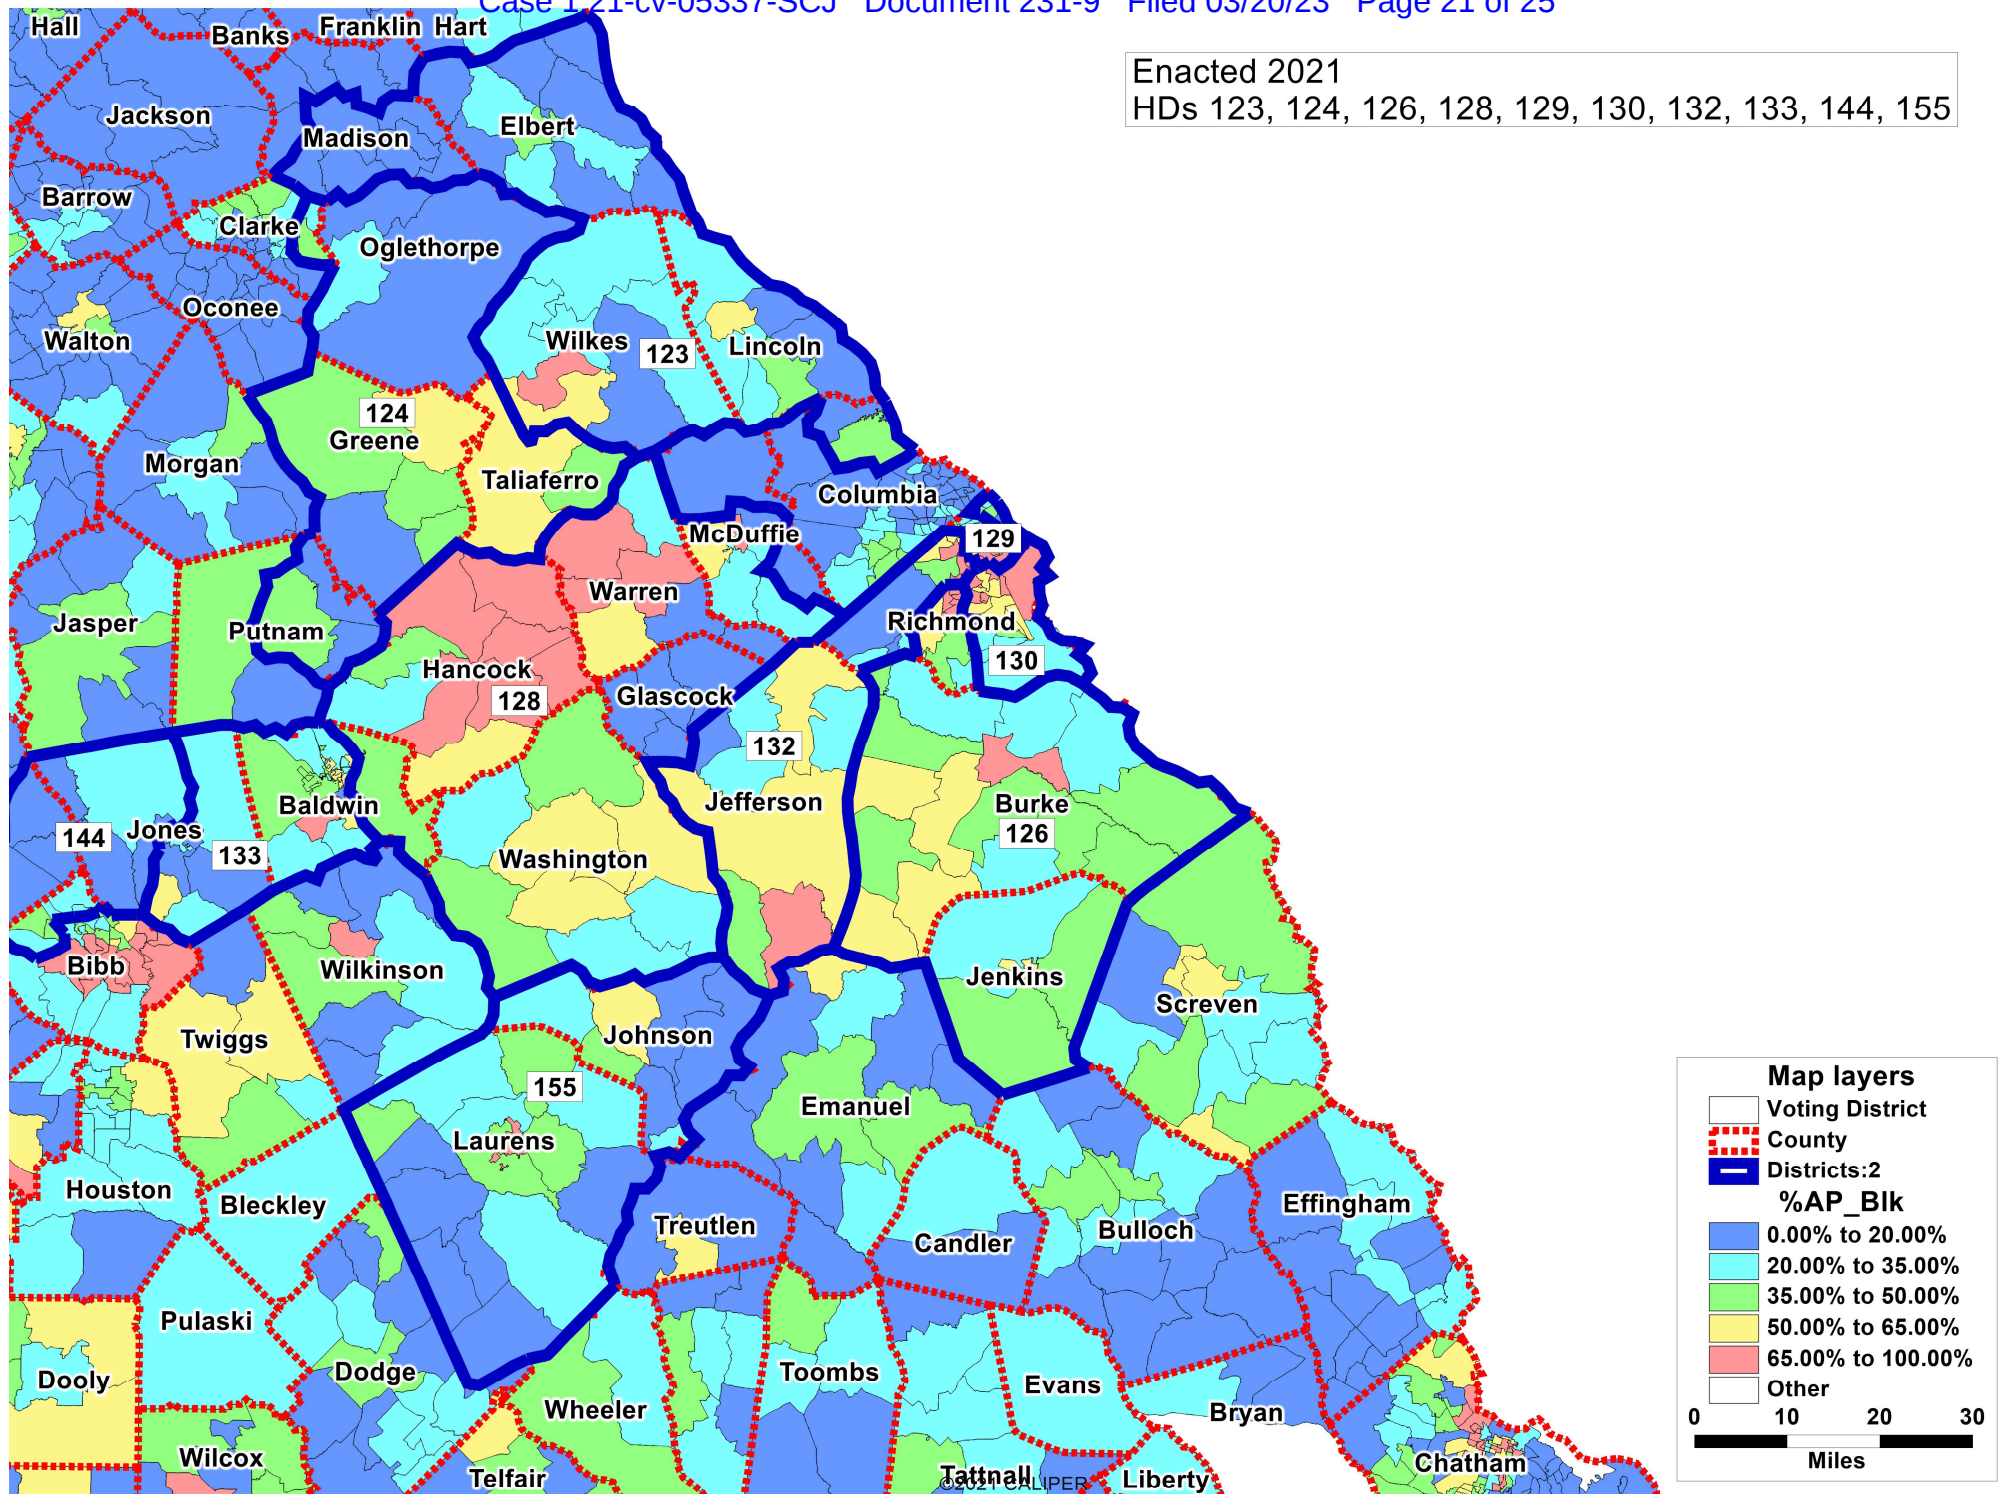 Case 1:21-cv-05337-SCJ Document 231-9 Filed 03/20/23 Page 21 of 25
Enacted 2021
HDs 123, 124, 126, 128, 129, 130, 132, 133, 144, 155
Hall
Banks
Franklin
Hart
Jackson
Madison
Elbert
Barrow
Clarke
Oglethorpe
Oconee
Walton
Wilkes
123
Lincoln
124
Greene
Morgan
Taliaferro
Columbia
McDuffie
129
Warren
Jasper
Putnam
Richmond
130
Hancock
128
Glascock
132
Baldwin
Jefferson
Burke
126
144
Jones
133
Washington
Bibb
Wilkinson
Jenkins
Screven
Twiggs
Johnson
155
Emanuel
Laurens
Houston
Bleckley
Treutlen
Candler
Bulloch
Effingham
Pulaski
Dooly
Dodge
Toombs
Evans
Wheeler
Bryan
Wilcox
Telfair
Tattnall
Liberty
Chatham
©2021 CALIPER
Map layers
Voting District
County
Districts:2
%AP_Blk
0.00% to 20.00%
20.00% to 35.00%
35.00% to 50.00%
50.00% to 65.00%
65.00% to 100.00%
Other
0 10 20 30
Miles